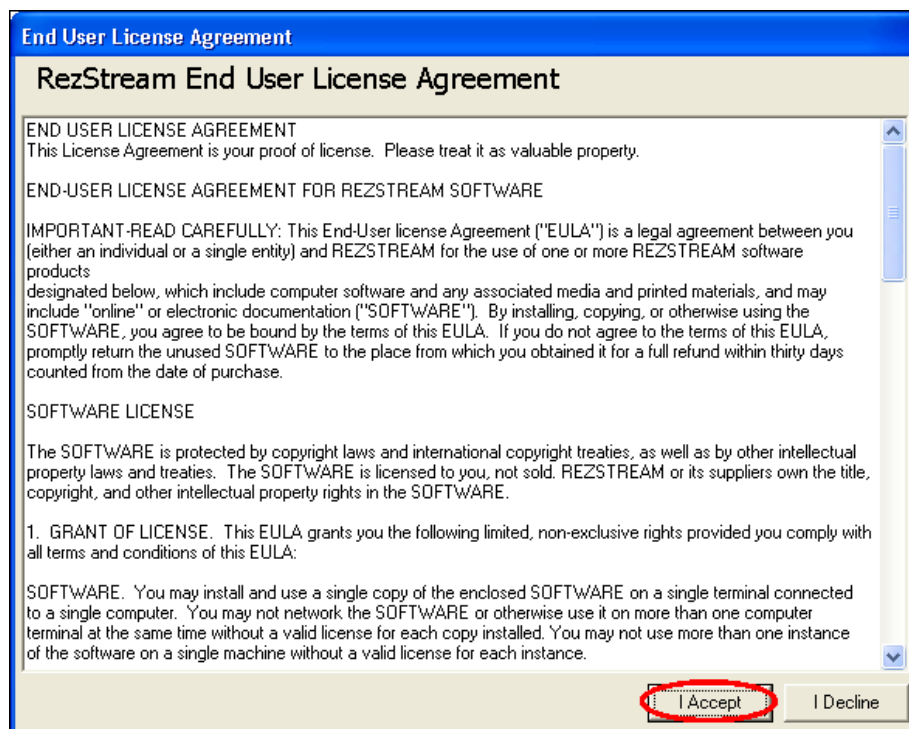 End User License Agreement
RezStream End User License Agreement
END USER LICENSE AGREEMENT
This License Agreement is your proof of license.  Please treat it as valuable property.
END-USER LICENSE AGREEMENT FOR REZSTREAM SOFTWARE
IMPORTANT-READ CAREFULLY: This End-User license Agreement ("EULA") is a legal agreement between you
(either an individual or a single entity) and REZSTREAM for the use of one or more REZSTREAM software
products
designated below, which include computer software and any associated media and printed materials, and may
include "online" or electronic documentation ("SOFTWARE").  By installing, copying, or otherwise using the
SOFTWARE, you agree to be bound by the terms of this EULA.  If you do not agree to the terms of this EULA,
promptly return the unused SOFTWARE to the place from which you obtained it for a full refund within thirty days
counted from the date of purchase.
SOFTWARE LICENSE
The SOFTWARE is protected by copyright laws and international copyright treaties, as well as by other intellectual
property laws and treaties.  The SOFTWARE is licensed to you, not sold. REZSTREAM or its suppliers own the title,
copyright, and other intellectual property rights in the SOFTWARE.
1.  GRANT OF LICENSE.  This EULA grants you the following limited, non-exclusive rights provided you comply with
all terms and conditions of this EULA:
SOFTWARE.  You may install and use a single copy of the enclosed SOFTWARE on a single terminal connected
to a single computer.  You may not network the SOFTWARE or otherwise use it on more than one computer
terminal at the same time without a valid license for each copy installed. You may not use more than one instance
of the software on a single machine without a valid license for each instance.
I Accept
I Decline